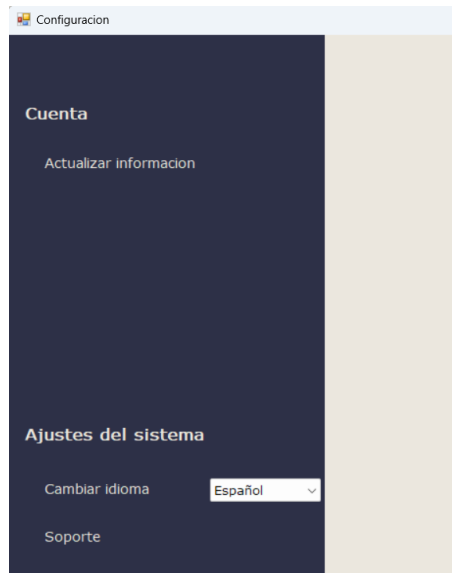 Configuracion
Cuenta
Actualizar informacion
Ajustes del sistema
Cambiar idioma Español
Soporte